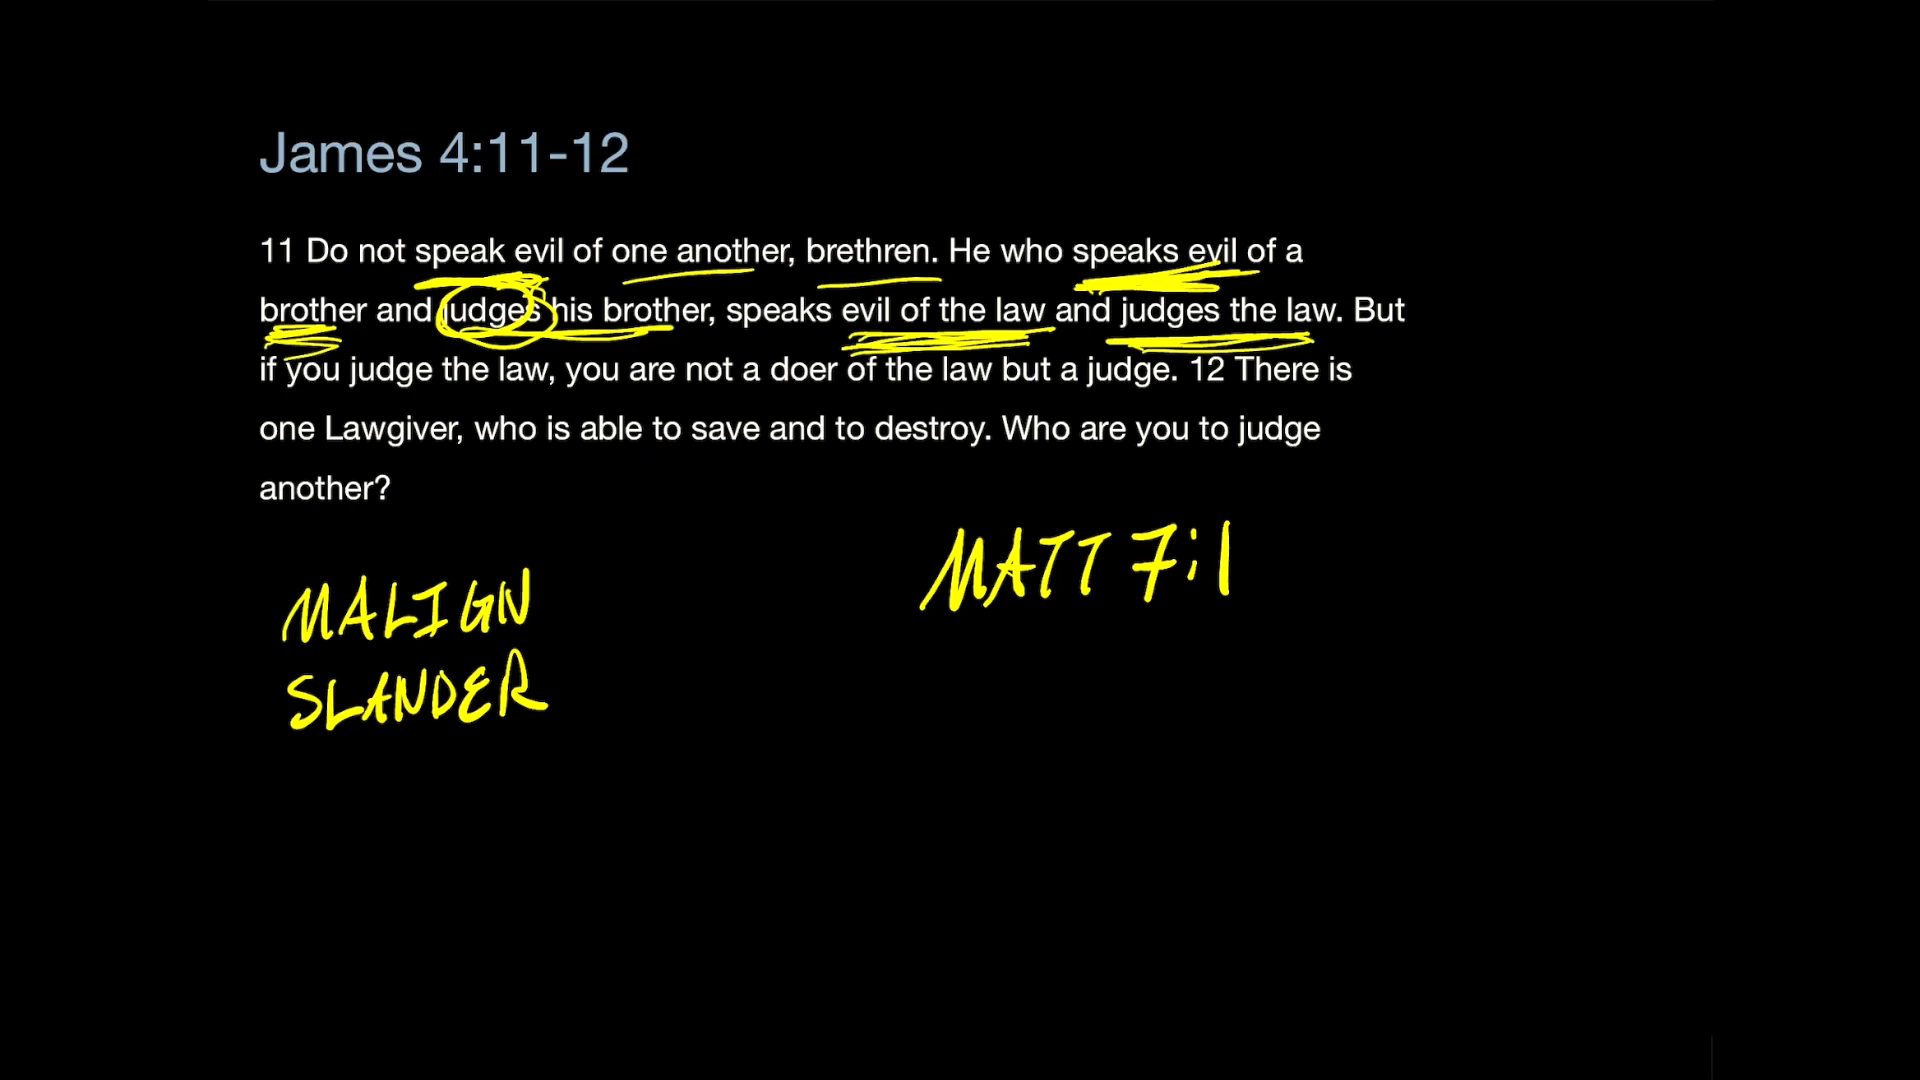 James 4:11-12
11 Do not speak evil of one another, brethren. He who speaks evil of a
brother and judges his brother, speaks evil of the law and judges the law. But
if you judge the law, you are not a doer of the law but a judge. 12 There is
one Lawgiver, who is able to save and to destroy. Who are you to judge
another?
MATT 7:1
MALIGN
SLANDER